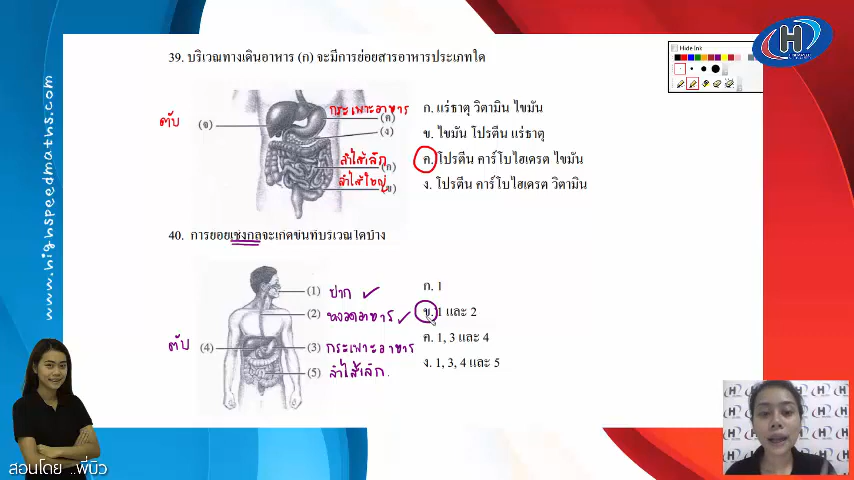 Hide Ink
H
39. บริเวณทางเดินอาหาร (ก) จะมีการย่อยสารอาหารประเภทใด
กระเพาะอาหาร
ตับ
(จ)
(ค)
(ง)
ลำไส้เล็ก
(ก)
ลำไส้ใหญ่
(ข)
ก. แร่ธาตุ วิตามิน ไขมัน
ข. ไขมัน โปรตีน แร่ธาตุ
ค. โปรตีน คาร์โบไฮเดรต ไขมัน
ง. โปรตีน คาร์โบไฮเดรต วิตามิน
40. การย่อยเชิงกลจะเกิดขึ้นที่บริเวณใดบ้าง
(1) ปาก
(2) หลอดอาหาร
ตับ (4)
(3) กระเพาะอาหาร
(5) ลำไส้เล็ก.
ก. 1
ข. 1 และ 2
ค. 1, 3 และ 4
ง. 1, 3, 4 และ 5
www.highspeedmaths.com
สอนโดย ..พี่บิว